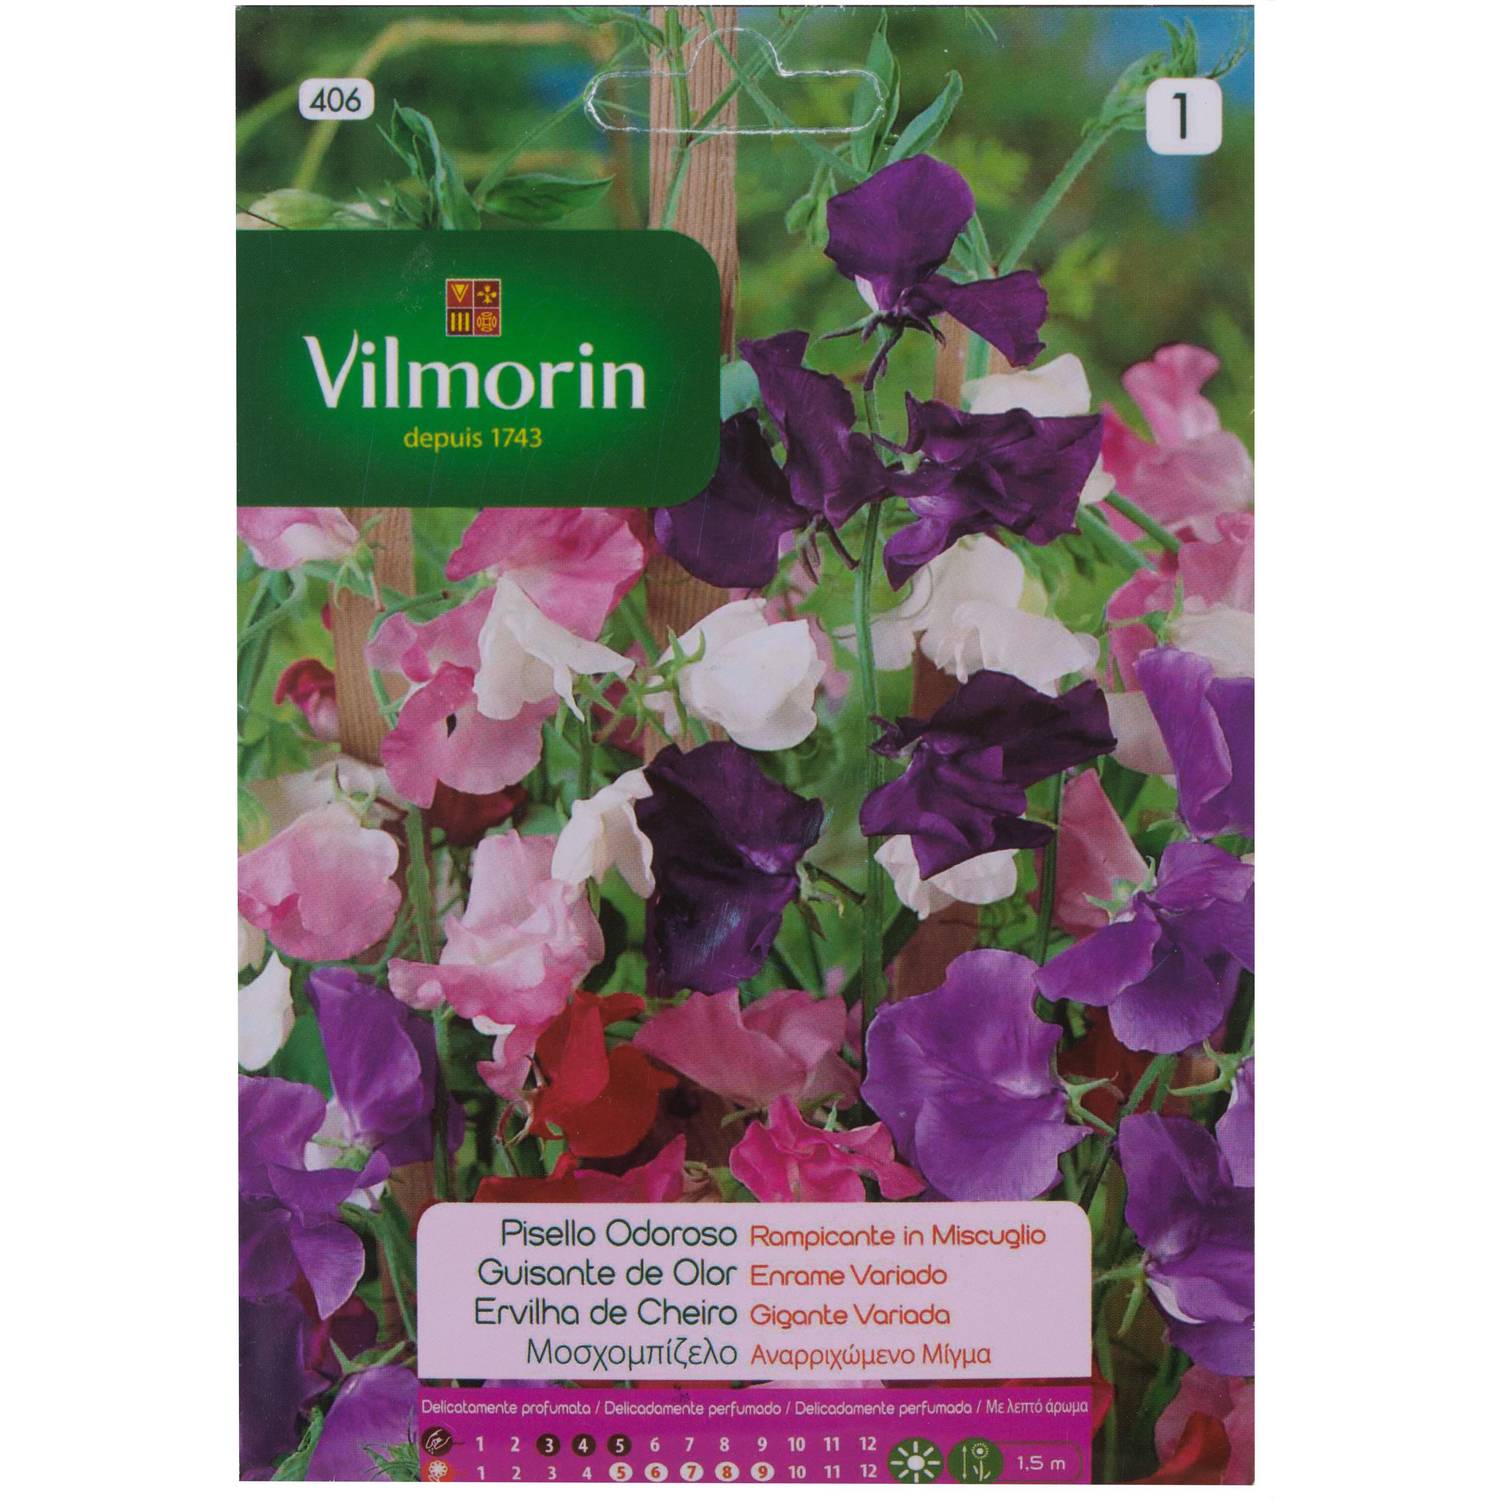 406
1
Vilmorin
depuis 1743
Pisello Odoroso Rampicante in Miscuglio
Guisante de Olor Enrame Variado
Ervilha de Cheiro Gigante Variada
Μοσχομπίζελο Αναρριχώμενο Μίγμα
Delicatamente profumata / Delicadamente perfumado / Delicadamente perfumada / Με λεπτό άρωμα
1 2 3 4 5 6 7 8 9 10 11 12
1 2 3 4 5 6 7 8 9 10 11 12
1,5 m